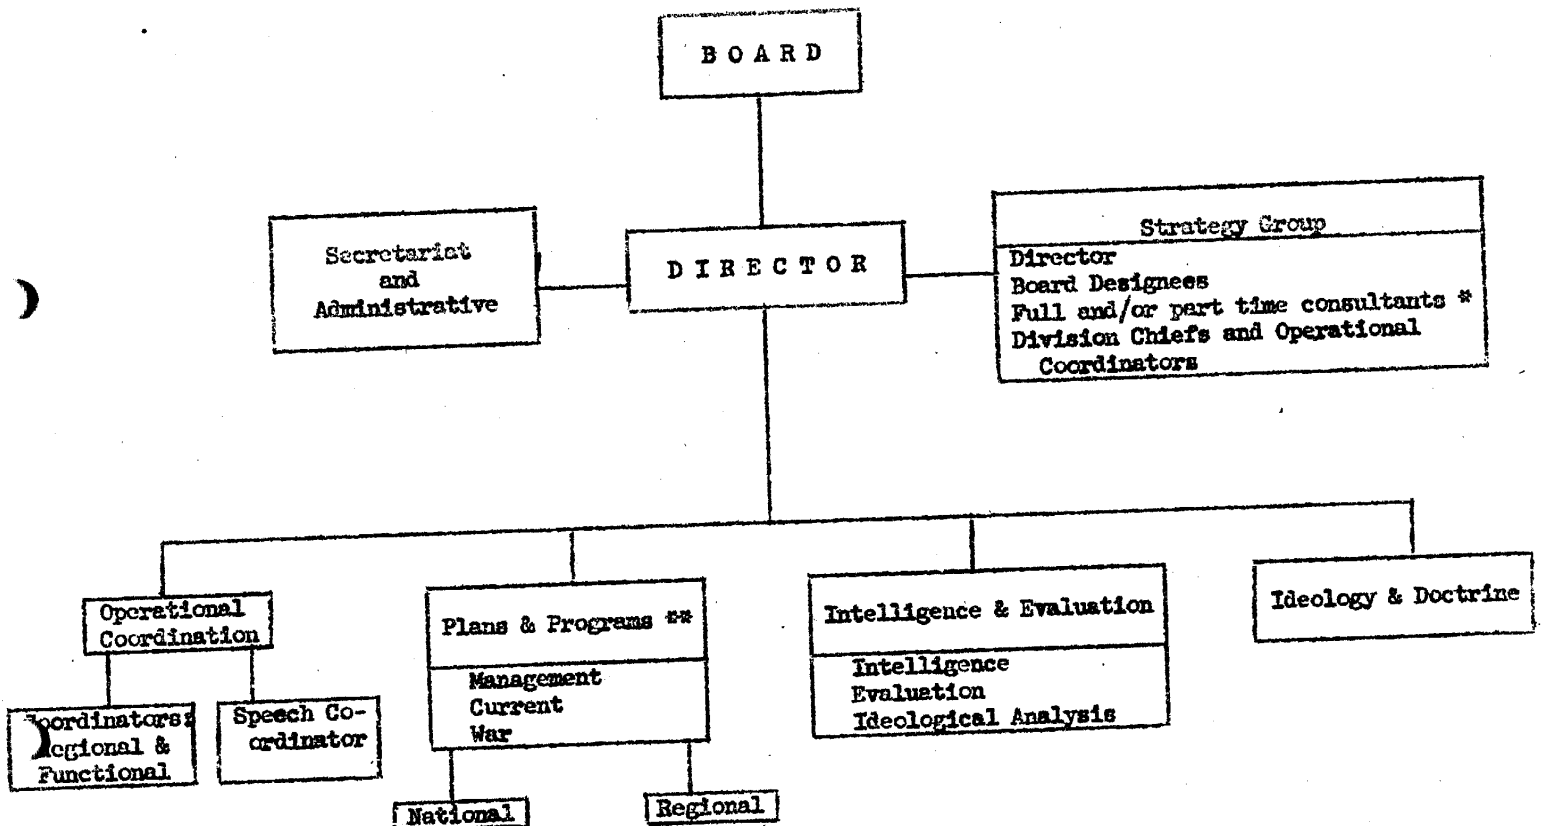 B O A R D
Secretariat
and
Administrative
D I R E C T O R
Strategy Group
Director
Board Designees
Full and/or part time consultants *
Division Chiefs and Operational
Coordinators
Operational
Coordination
Plans & Programs **
Management
Current
War
Intelligence & Evaluation
Intelligence
Evaluation
Ideological Analysis
Ideology & Doctrine
Coordinators:
Regional &
Functional
Speech Co-
ordinator
National
Regional